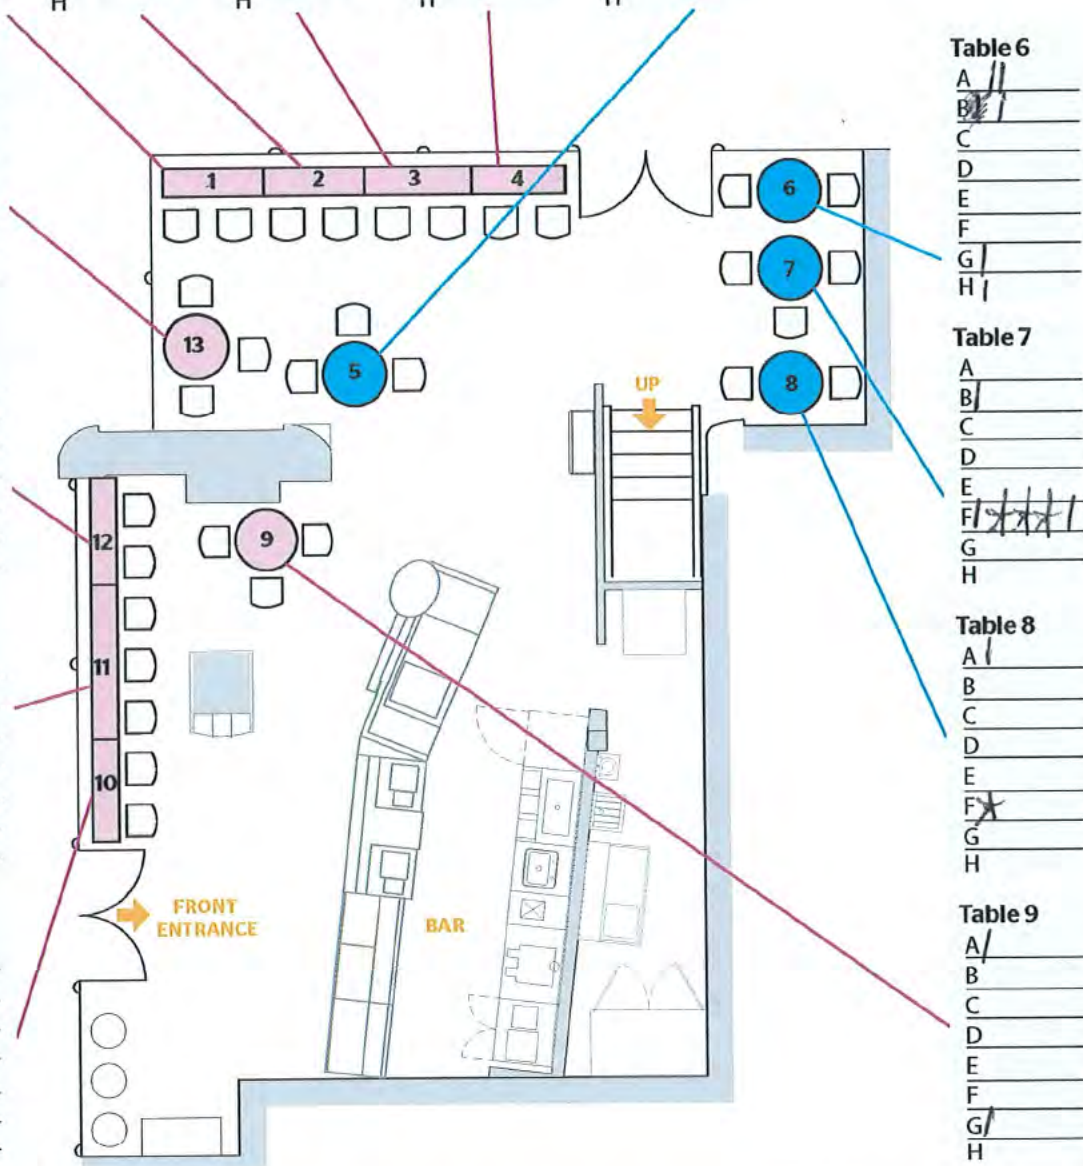 H H H H
Table 6
A ||
B |
C
D
E
F
G |
H |
1 2 3 4
6
7
13
5
8
UP
Table 7
A
B |
C
D
E
F
G
H
12
9
11
10
Table 8
A |
B
C
D
E
F
G
H
FRONT
ENTRANCE
BAR
Table 9
A /
B
C
D
E
F
G /
H